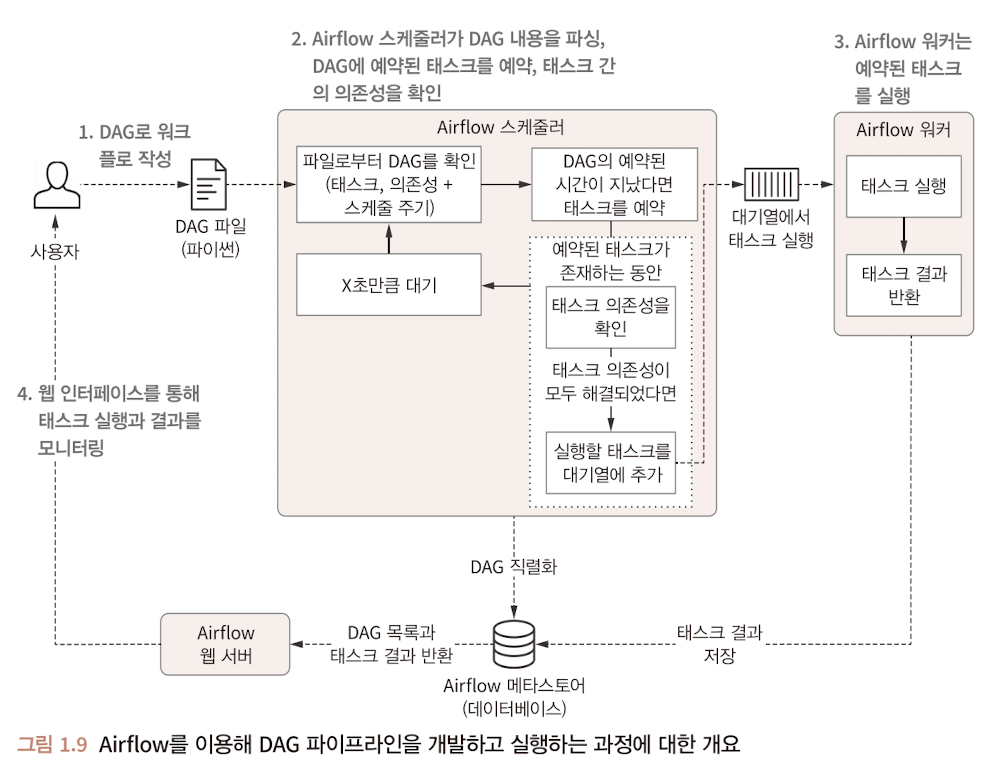 2. Airflow 스케줄러가 DAG 내용을 파싱,
DAG에 예약된 태스크를 예약, 태스크 간
의 의존성을 확인
3. Airflow 워커는
예약된 태스크
를 실행
1. DAG로 워크
플로 작성
Airflow 스케줄러
Airflow 워커
파일로부터 DAG를 확인
(태스크, 의존성 +
스케줄 주기)
DAG의 예약된
시간이 지났다면
태스크를 예약
태스크 실행
사용자
DAG 파일
(파이썬)
대기열에서
태스크 실행
예약된 태스크가
존재하는 동안
X초만큼 대기
태스크 의존성을
확인
태스크 결과
반환
태스크 의존성이
모두 해결되었다면
4. 웹 인터페이스를 통해
태스크 실행과 결과를
모니터링
실행할 태스크를
대기열에 추가
DAG 직렬화
Airflow
웹 서버
DAG 목록과
태스크 결과 반환
태스크 결과
저장
Airflow 메타스토어
(데이터베이스)
그림 1.9 Airflow를 이용해 DAG 파이프라인을 개발하고 실행하는 과정에 대한 개요